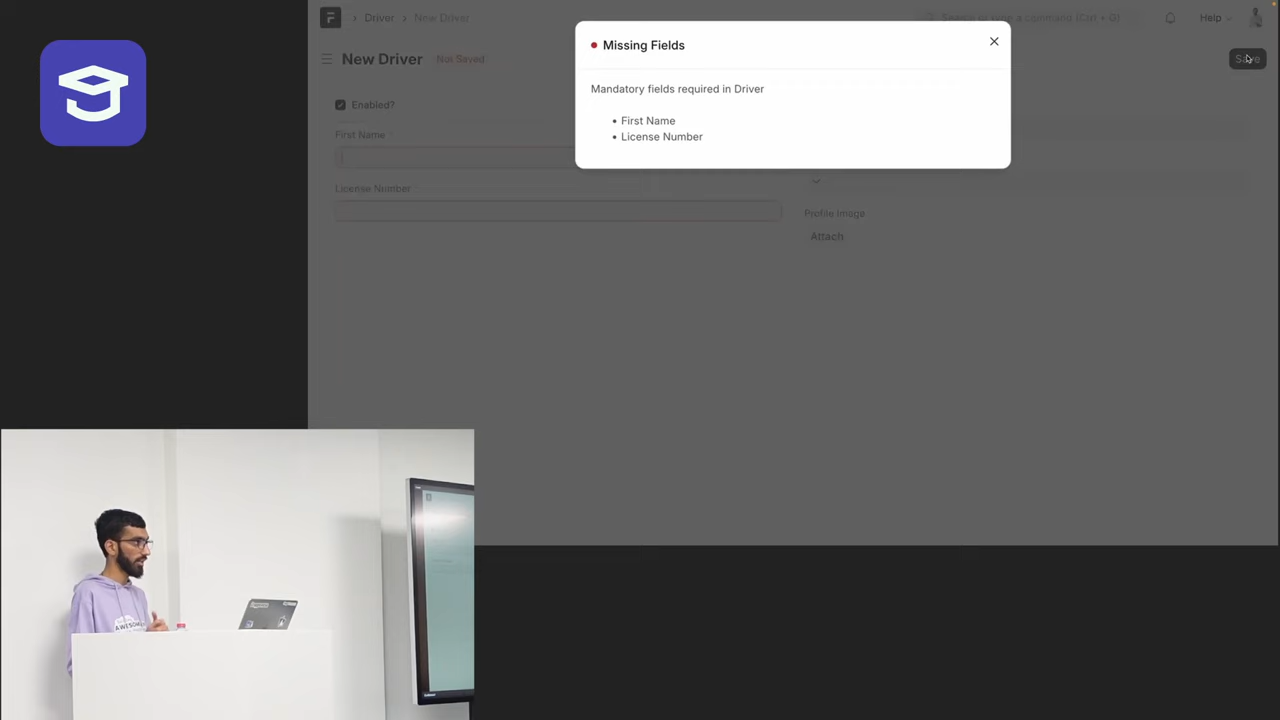 Driver
New Driver
Search or type a command (Ctrl + G)
Help
New Driver
Not Saved
Save
Missing Fields
Mandatory fields required in Driver
• First Name
• License Number
Enabled?
First Name
License Number
Profile Image
Attach
AWESOME